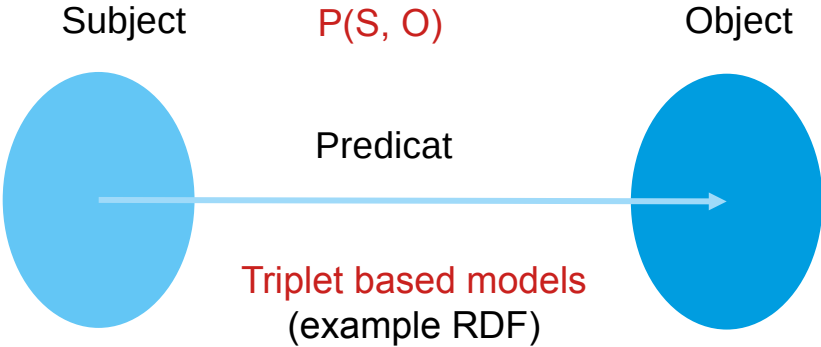 Subject P(S, O) Object
Predicat
Triplet based models
(example RDF)